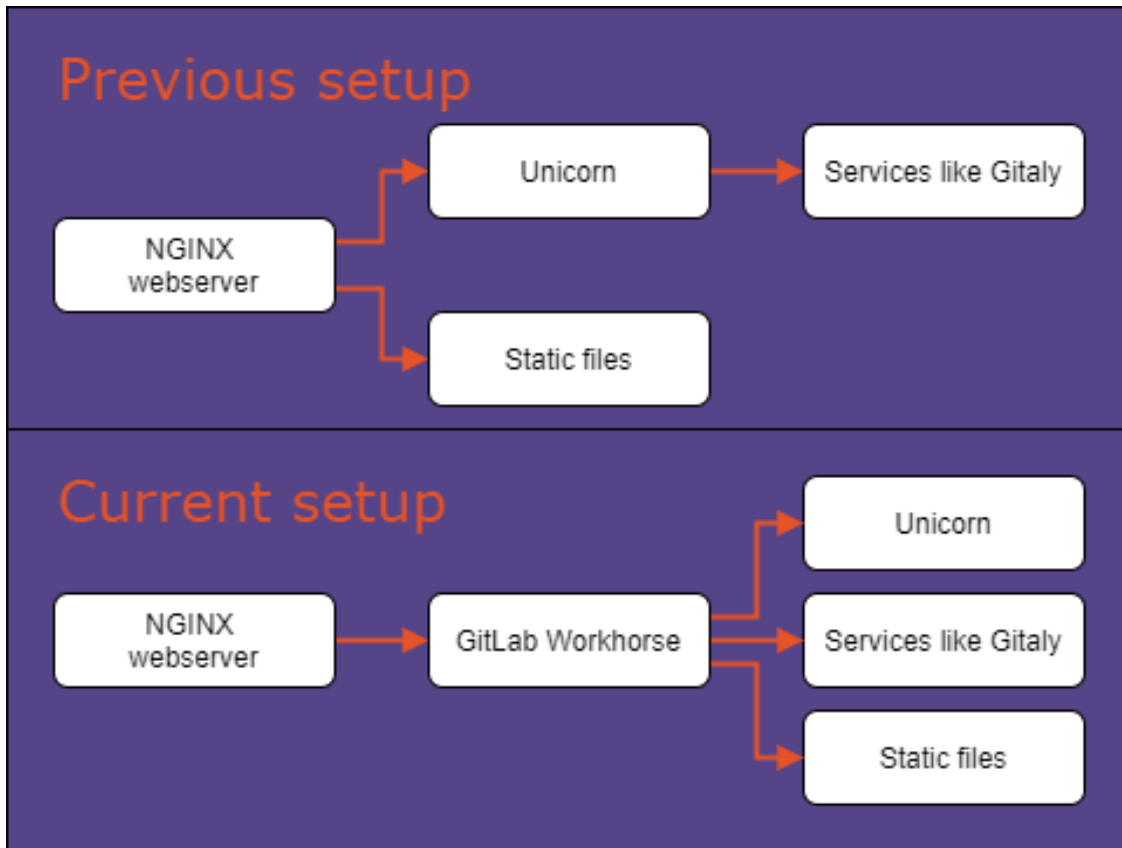 Previous setup
Unicorn
Services like Gitaly
NGINX
webserver
Static files
Current setup
Unicorn
NGINX
webserver
GitLab Workhorse
Services like Gitaly
Static files